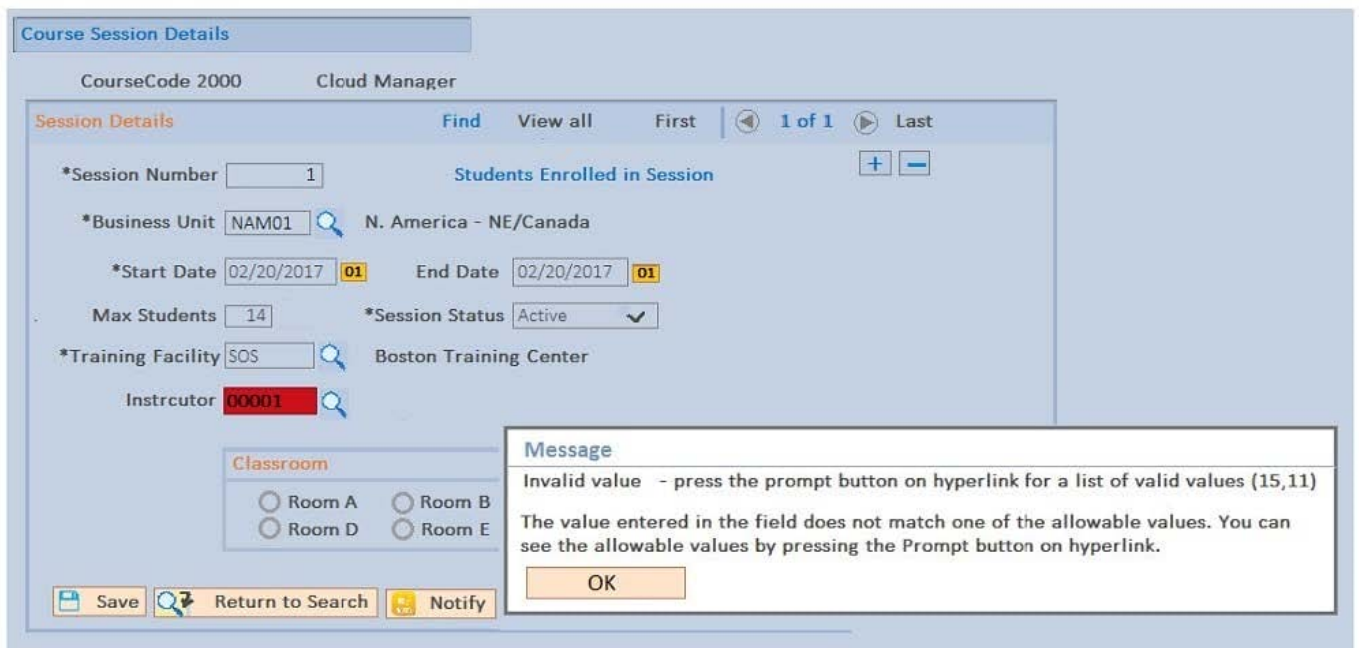 Course Session Details
CourseCode 2000 Cloud Manager
Session Details Find View all First 1 of 1 Last
*Session Number 1 Students Enrolled in Session + −
*Business Unit NAM01 N. America - NE/Canada
*Start Date 02/20/2017 01 End Date 02/20/2017 01
Max Students 14 *Session Status Active
*Training Facility SOS Boston Training Center
Instrcutor 00001
Classroom
Room A Room B
Room D Room E
Message
Invalid value - press the prompt button on hyperlink for a list of valid values (15,11)
The value entered in the field does not match one of the allowable values. You can
see the allowable values by pressing the Prompt button on hyperlink.
OK
Save Return to Search Notify